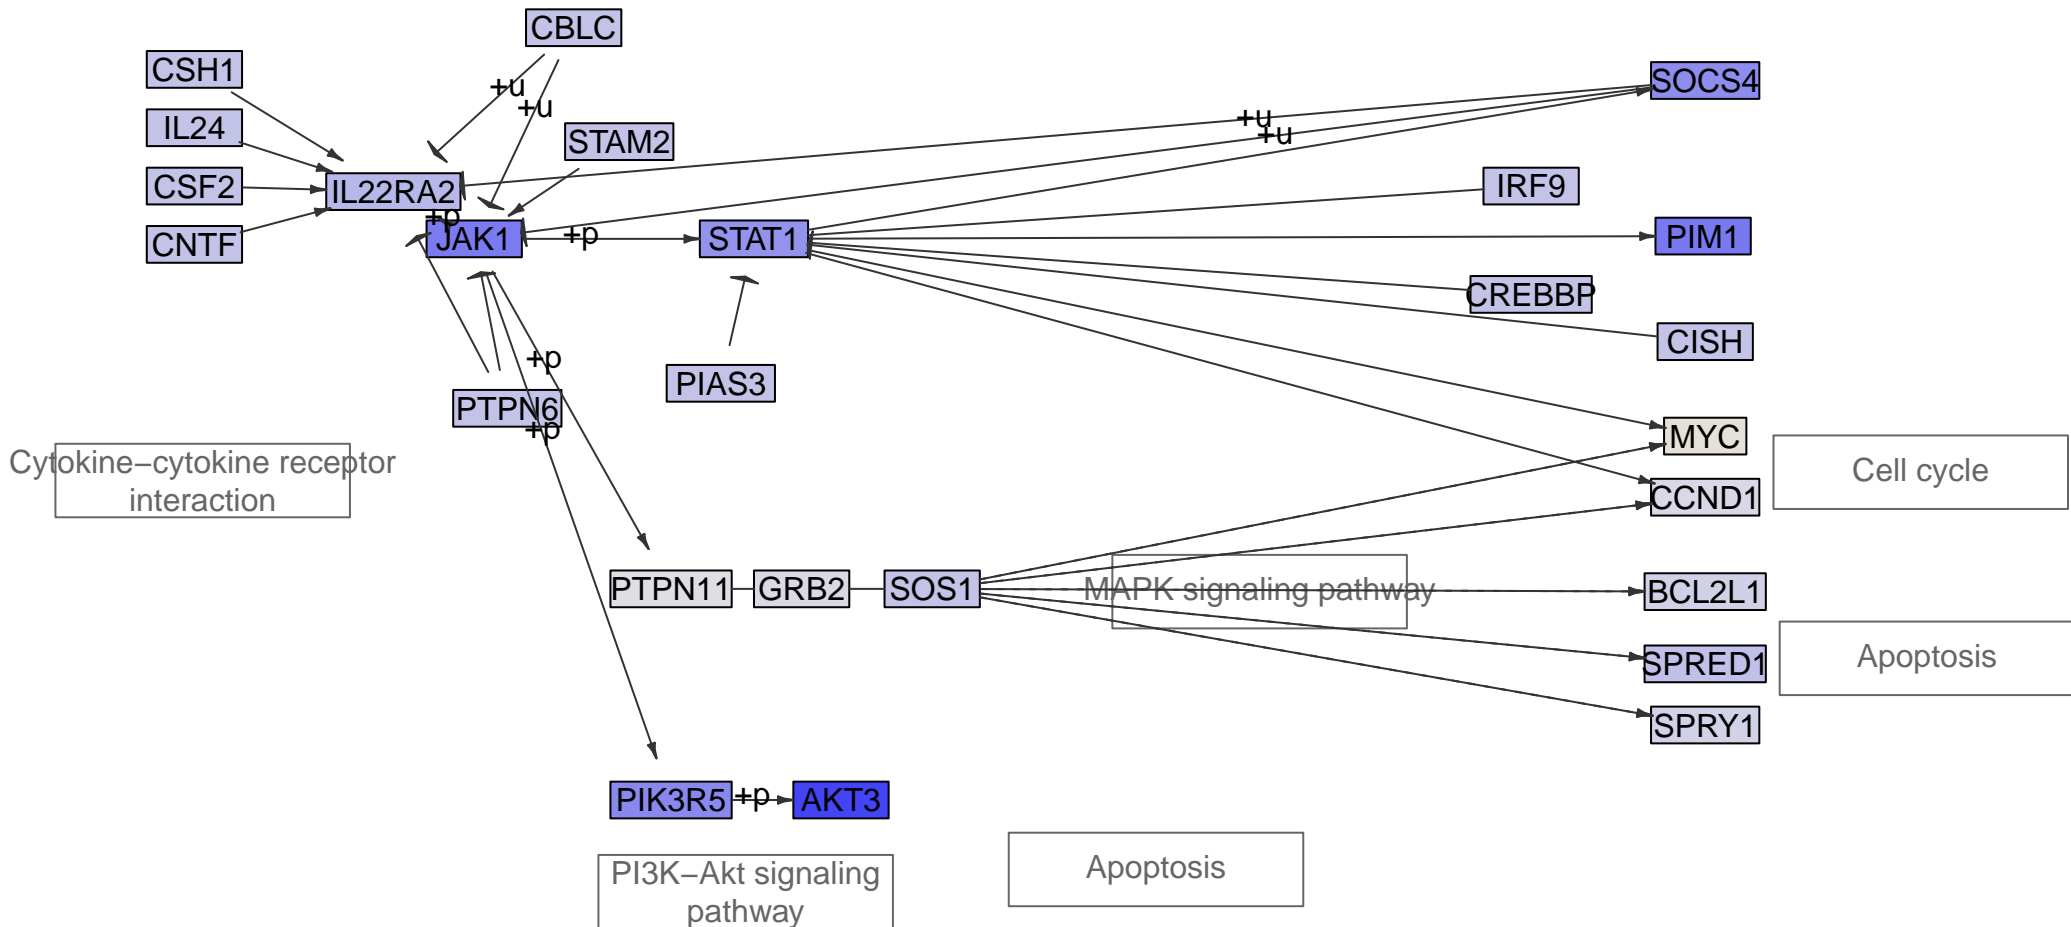 CBLC
CSH1
SOCS4
+u
+u
+u
IL24
+u
STAM2
CSF2
IL22RA2
IRF9
+p
CNTF
JAK1
+p
STAT1
PIM1
CREBBP
CISH
+p
PIAS3
PTPN6
+p
MYC
Cytokine−cytokine receptor
interaction
Cell cycle
CCND1
PTPN11
GRB2
SOS1
MAPK signaling pathway
BCL2L1
SPRED1
Apoptosis
SPRY1
PIK3R5
+p
AKT3
PI3K−Akt signaling
pathway
Apoptosis